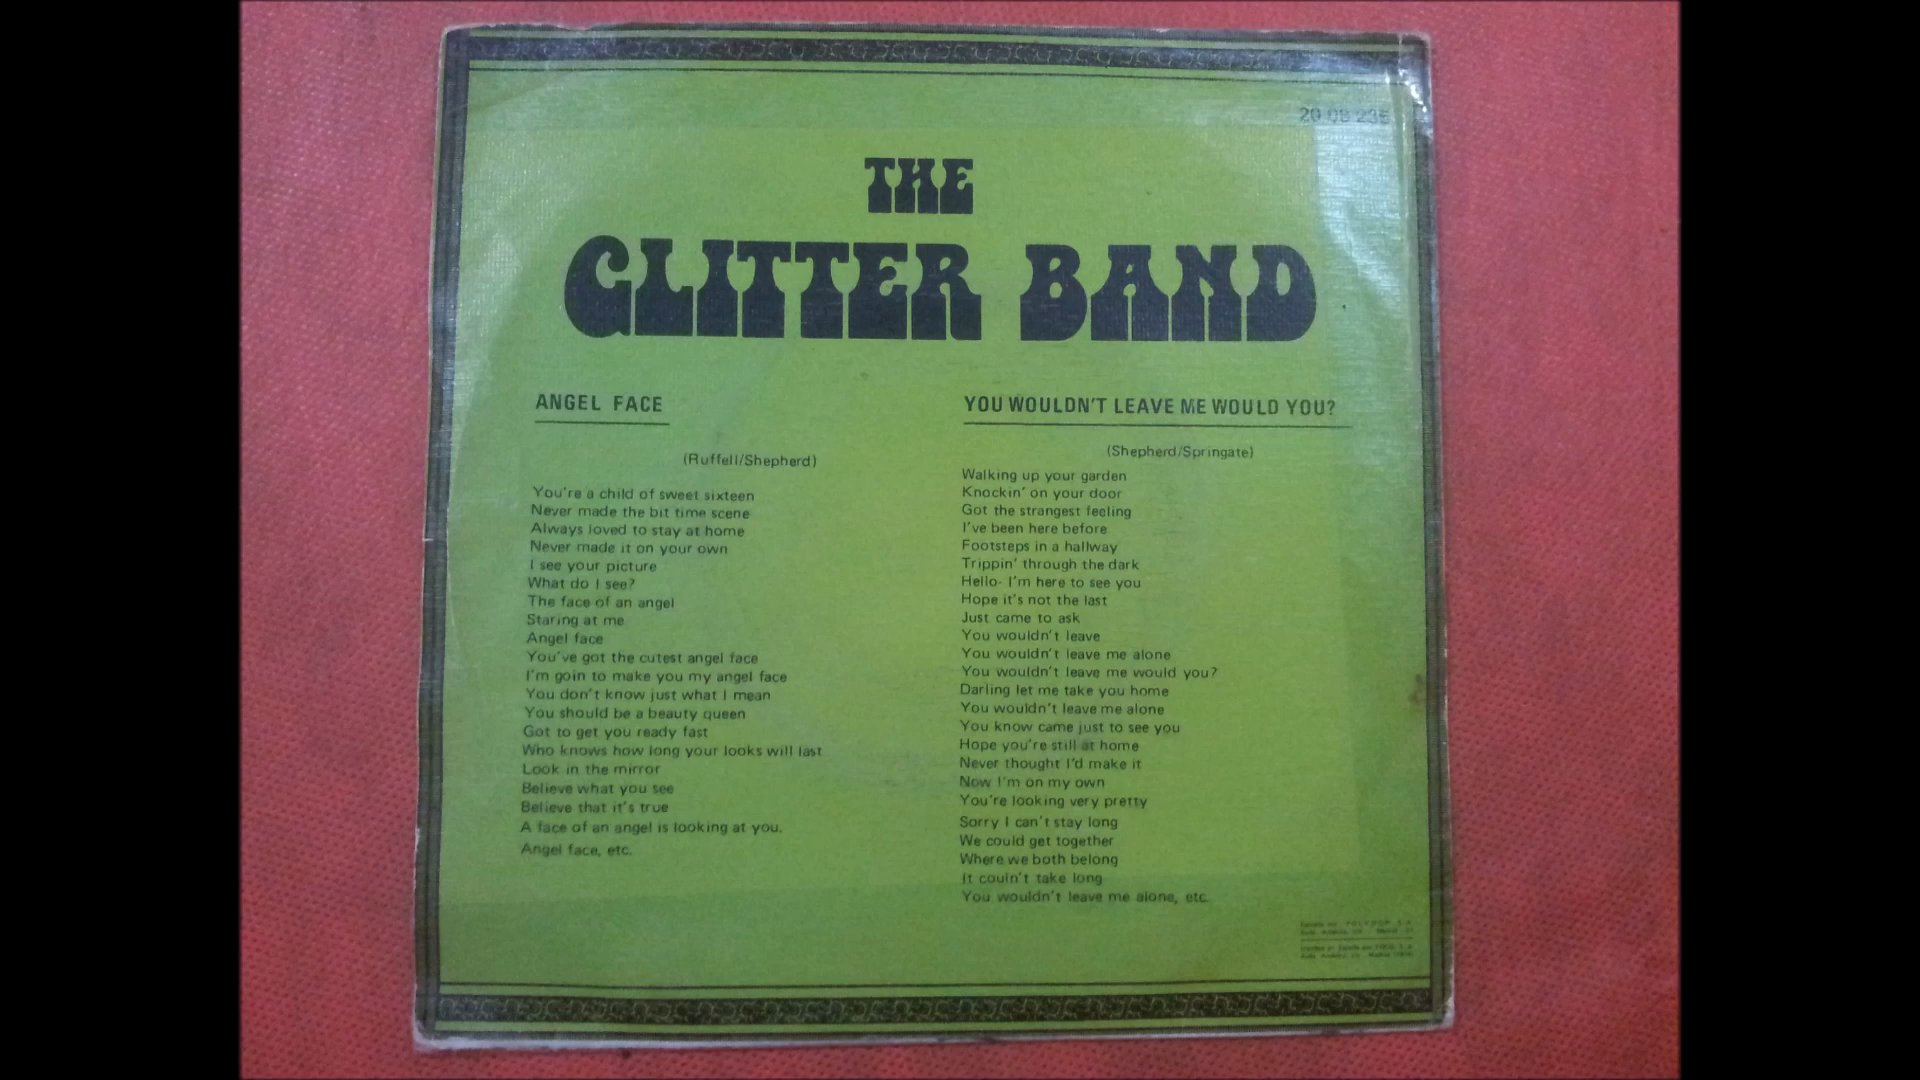 20 08 235
THE
GLITTER BAND
ANGEL FACE
(Ruffell/Shepherd)
You're a child of sweet sixteen
Never made the bit time scene
Always loved to stay at home
Never made it on your own
I see your picture
What do I see?
The face of an angel
Staring at me
Angel face
You've got the cutest angel face
I'm goin to make you my angel face
You don't know just what I mean
You should be a beauty queen
Got to get you ready fast
Who knows how long your looks will last
Look in the mirror
Believe what you see
Believe that it's true
A face of an angel is looking at you.
Angel face, etc.
YOU WOULDN'T LEAVE ME WOULD YOU?
(Shepherd/Springate)
Walking up your garden
Knockin' on your door
Got the strangest feeling
I've been here before
Footsteps in a hallway
Trippin' through the dark
Hello- I'm here to see you
Hope it's not the last
Just came to ask
You wouldn't leave
You wouldn't leave me alone
You wouldn't leave me would you?
Darling let me take you home
You wouldn't leave me alone
You know came just to see you
Hope you're still at home
Never thought I'd make it
Now I'm on my own
You're looking very pretty
Sorry I can't stay long
We could get together
Where we both belong
It couln't take long
You wouldn't leave me alone, etc.
POLYDOR S.A.